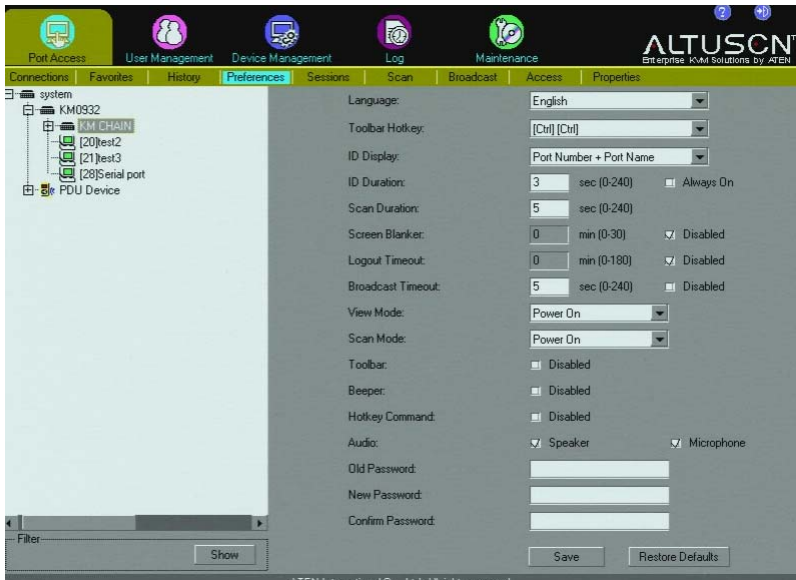 Port Access User Management Device Management Log Maintenance
ALTUSCN
Enterprise KVM Solutions by ATEN
Connections Favorites History Preferences Sessions Scan Broadcast Access Properties
system
KM0932
KM CHAIN
[20]test2
[21]test3
[28]Serial port
PDU Device
Filter
Show
Language: English
Toolbar Hotkey: [Ctrl] [Ctrl]
ID Display: Port Number + Port Name
ID Duration: 3 sec (0-240) Always On
Scan Duration: 5 sec (0-240)
Screen Blanker: 0 min (0-30) Disabled
Logout Timeout: 0 min (0-180) Disabled
Broadcast Timeout: 5 sec (0-240) Disabled
View Mode: Power On
Scan Mode: Power On
Toolbar: Disabled
Beeper: Disabled
Hotkey Command: Disabled
Audio: Speaker Microphone
Old Password:
New Password:
Confirm Password:
Save Restore Defaults